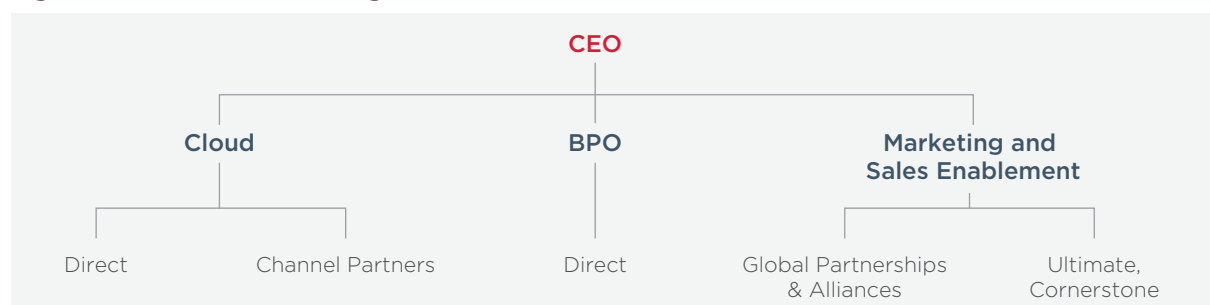 CEO
Cloud
BPO
Marketing and
Sales Enablement
Direct
Channel Partners
Direct
Global Partnerships
& Alliances
Ultimate,
Cornerstone